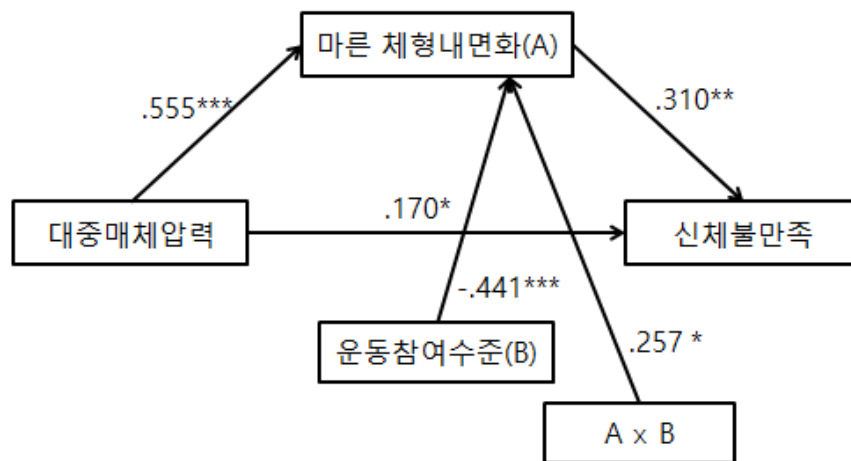 마른 체형내면화(A)
.555***
.310**
대중매체압력
.170*
신체불만족
-.441***
운동참여수준(B)
.257 *
A x B